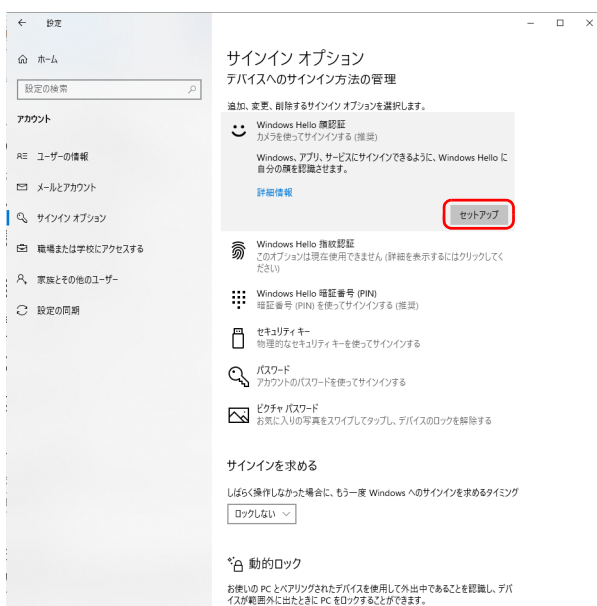 設定
サインイン オプション
ホーム
デバイスへのサインイン方法の管理
設定の検索
追加、変更、削除するサインイン オプションを選択します。
アカウント
Windows Hello 顔認証
カメラを使ってサインインする (推奨)
ユーザーの情報
Windows、アプリ、サービスにサインインできるように、Windows Hello に
自分の顔を認識させます。
メールとアカウント
詳細情報
サインイン オプション
セットアップ
職場または学校にアクセスする
Windows Hello 指紋認証
このオプションは現在使用できません (詳細を表示するにはクリックしてく
ださい)
家族とその他のユーザー
Windows Hello 暗証番号 (PIN)
暗証番号 (PIN) を使ってサインインする (推奨)
設定の同期
セキュリティ キー
物理的なセキュリティ キーを使ってサインインする
パスワード
アカウントのパスワードを使ってサインインする
ピクチャ パスワード
お気に入りの写真をスワイプしてタップし、デバイスのロックを解除する
サインインを求める
しばらく操作しなかった場合に、もう一度 Windows へのサインインを求めるタイミング
ロックしない
動的ロック
お使いの PC とペアリングされたデバイスを使用して外出中であることを認識し、デバ
イスが範囲外に出たときに PC をロックすることができます。